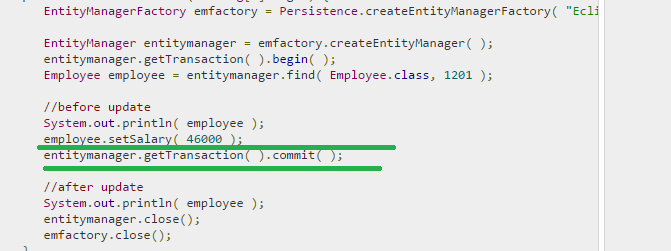 EntityManagerFactory emfactory = Persistence.createEntityManagerFactory( "Ecli
EntityManager entitymanager = emfactory.createEntityManager( );
entitymanager.getTransaction( ).begin( );
Employee employee = entitymanager.find( Employee.class, 1201 );
//before update
System.out.println( employee );
employee.setSalary( 46000 );
entitymanager.getTransaction( ).commit( );
//after update
System.out.println( employee );
entitymanager.close();
emfactory.close();